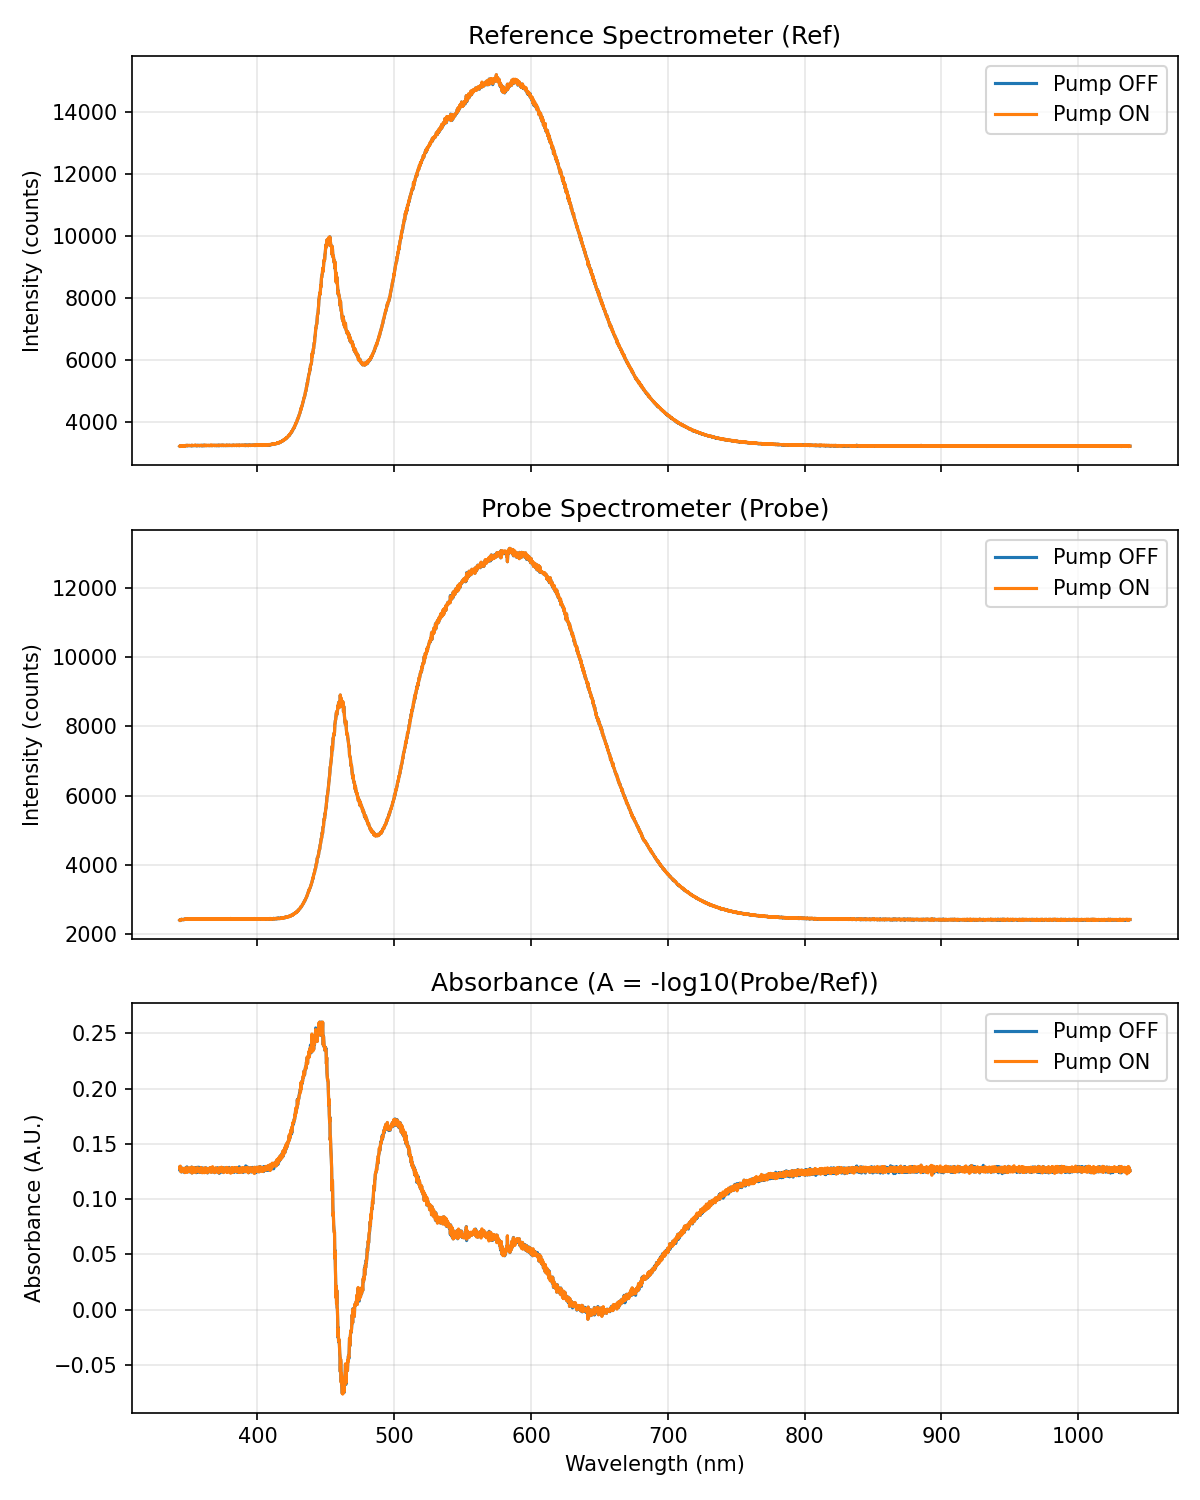 Reference Spectrometer (Ref)
Intensity (counts)
14000
12000
10000
8000
6000
4000
Pump OFF
Pump ON
Probe Spectrometer (Probe)
Intensity (counts)
12000
10000
8000
6000
4000
2000
Pump OFF
Pump ON
Absorbance (A = -log10(Probe/Ref))
Absorbance (A.U.)
0.25
0.20
0.15
0.10
0.05
0.00
−0.05
Pump OFF
Pump ON
400 500 600 700 800 900 1000
Wavelength (nm)